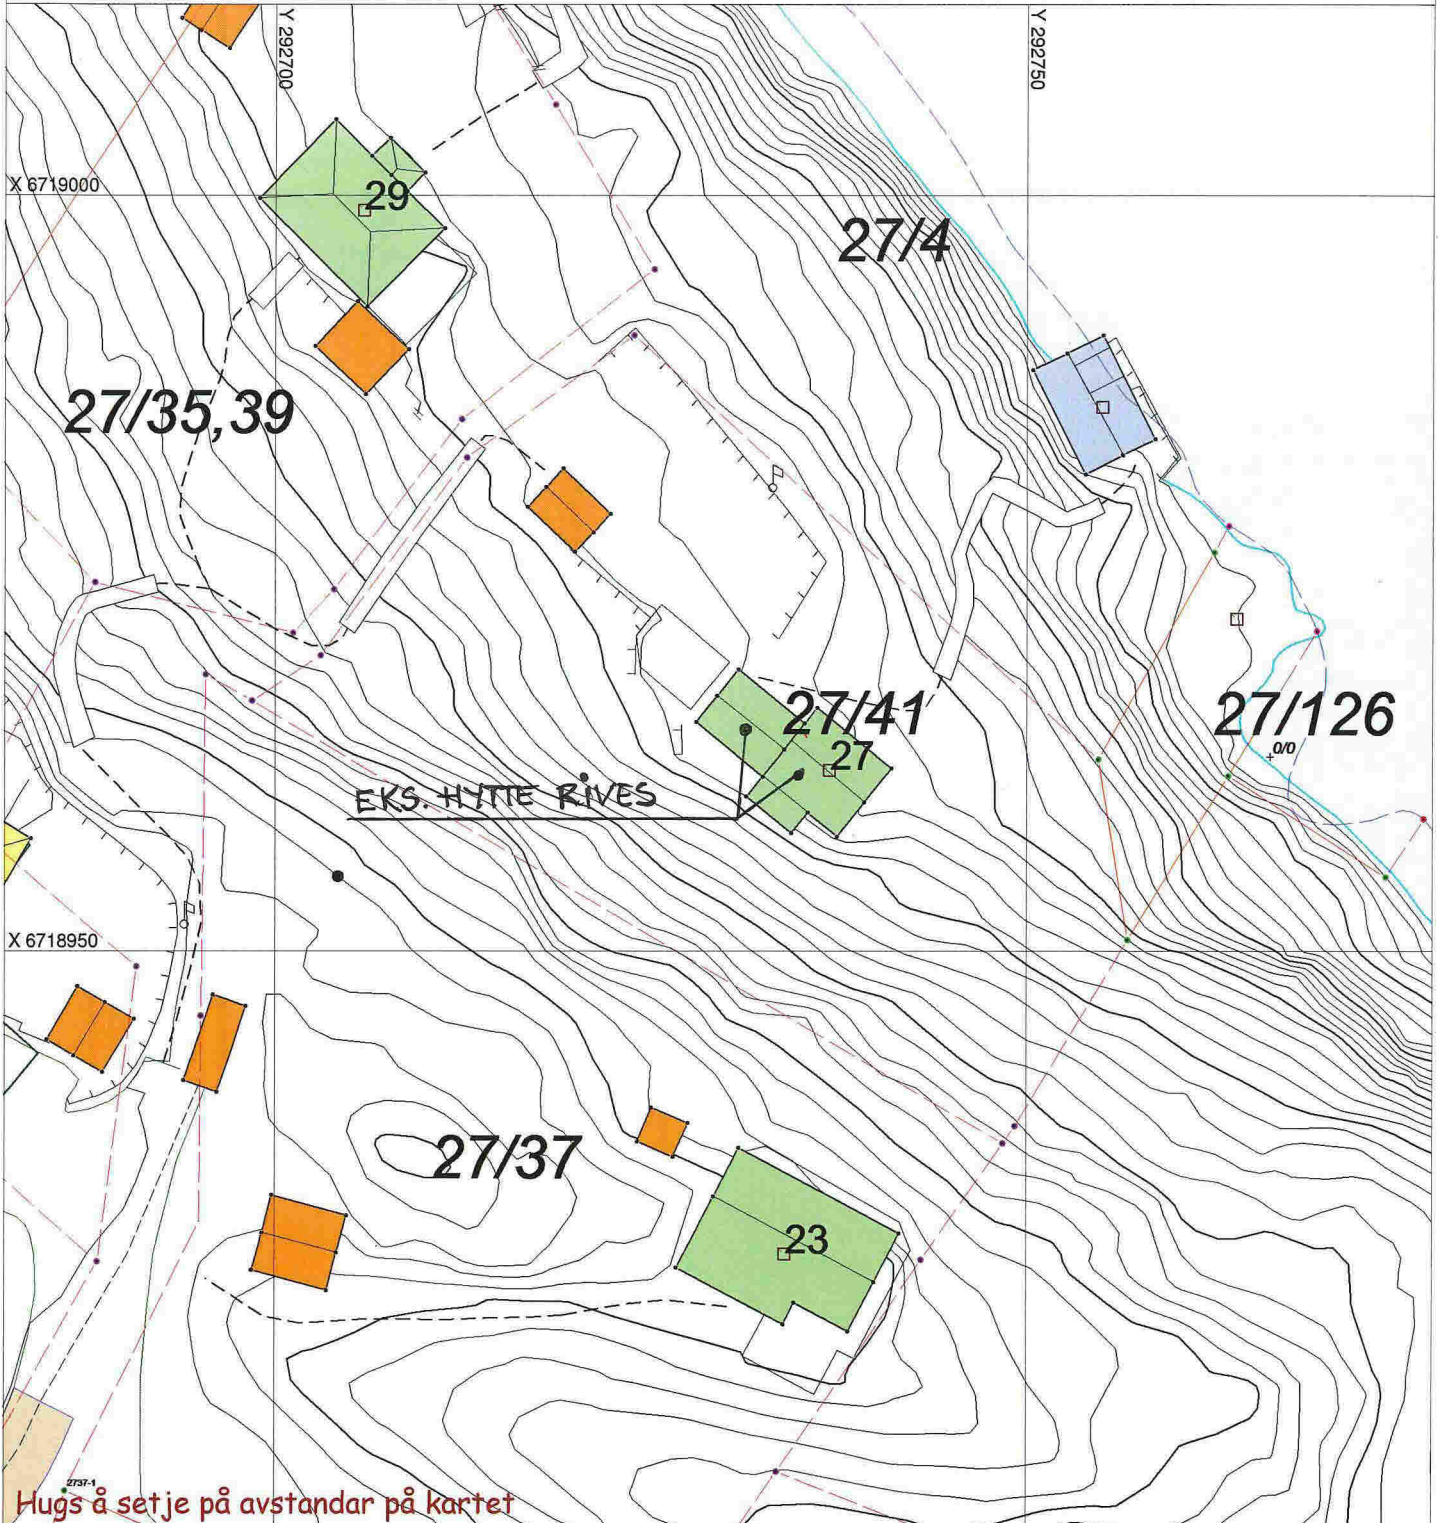 Y 292700
Y 292750
X 6719000
29
27/4
27/35,39
27/41
27
27/126
0/0
EKS. HYTTE RIVES
X 6718950
27/37
23
2737-1
Hugs å setje på avstandar på kartet